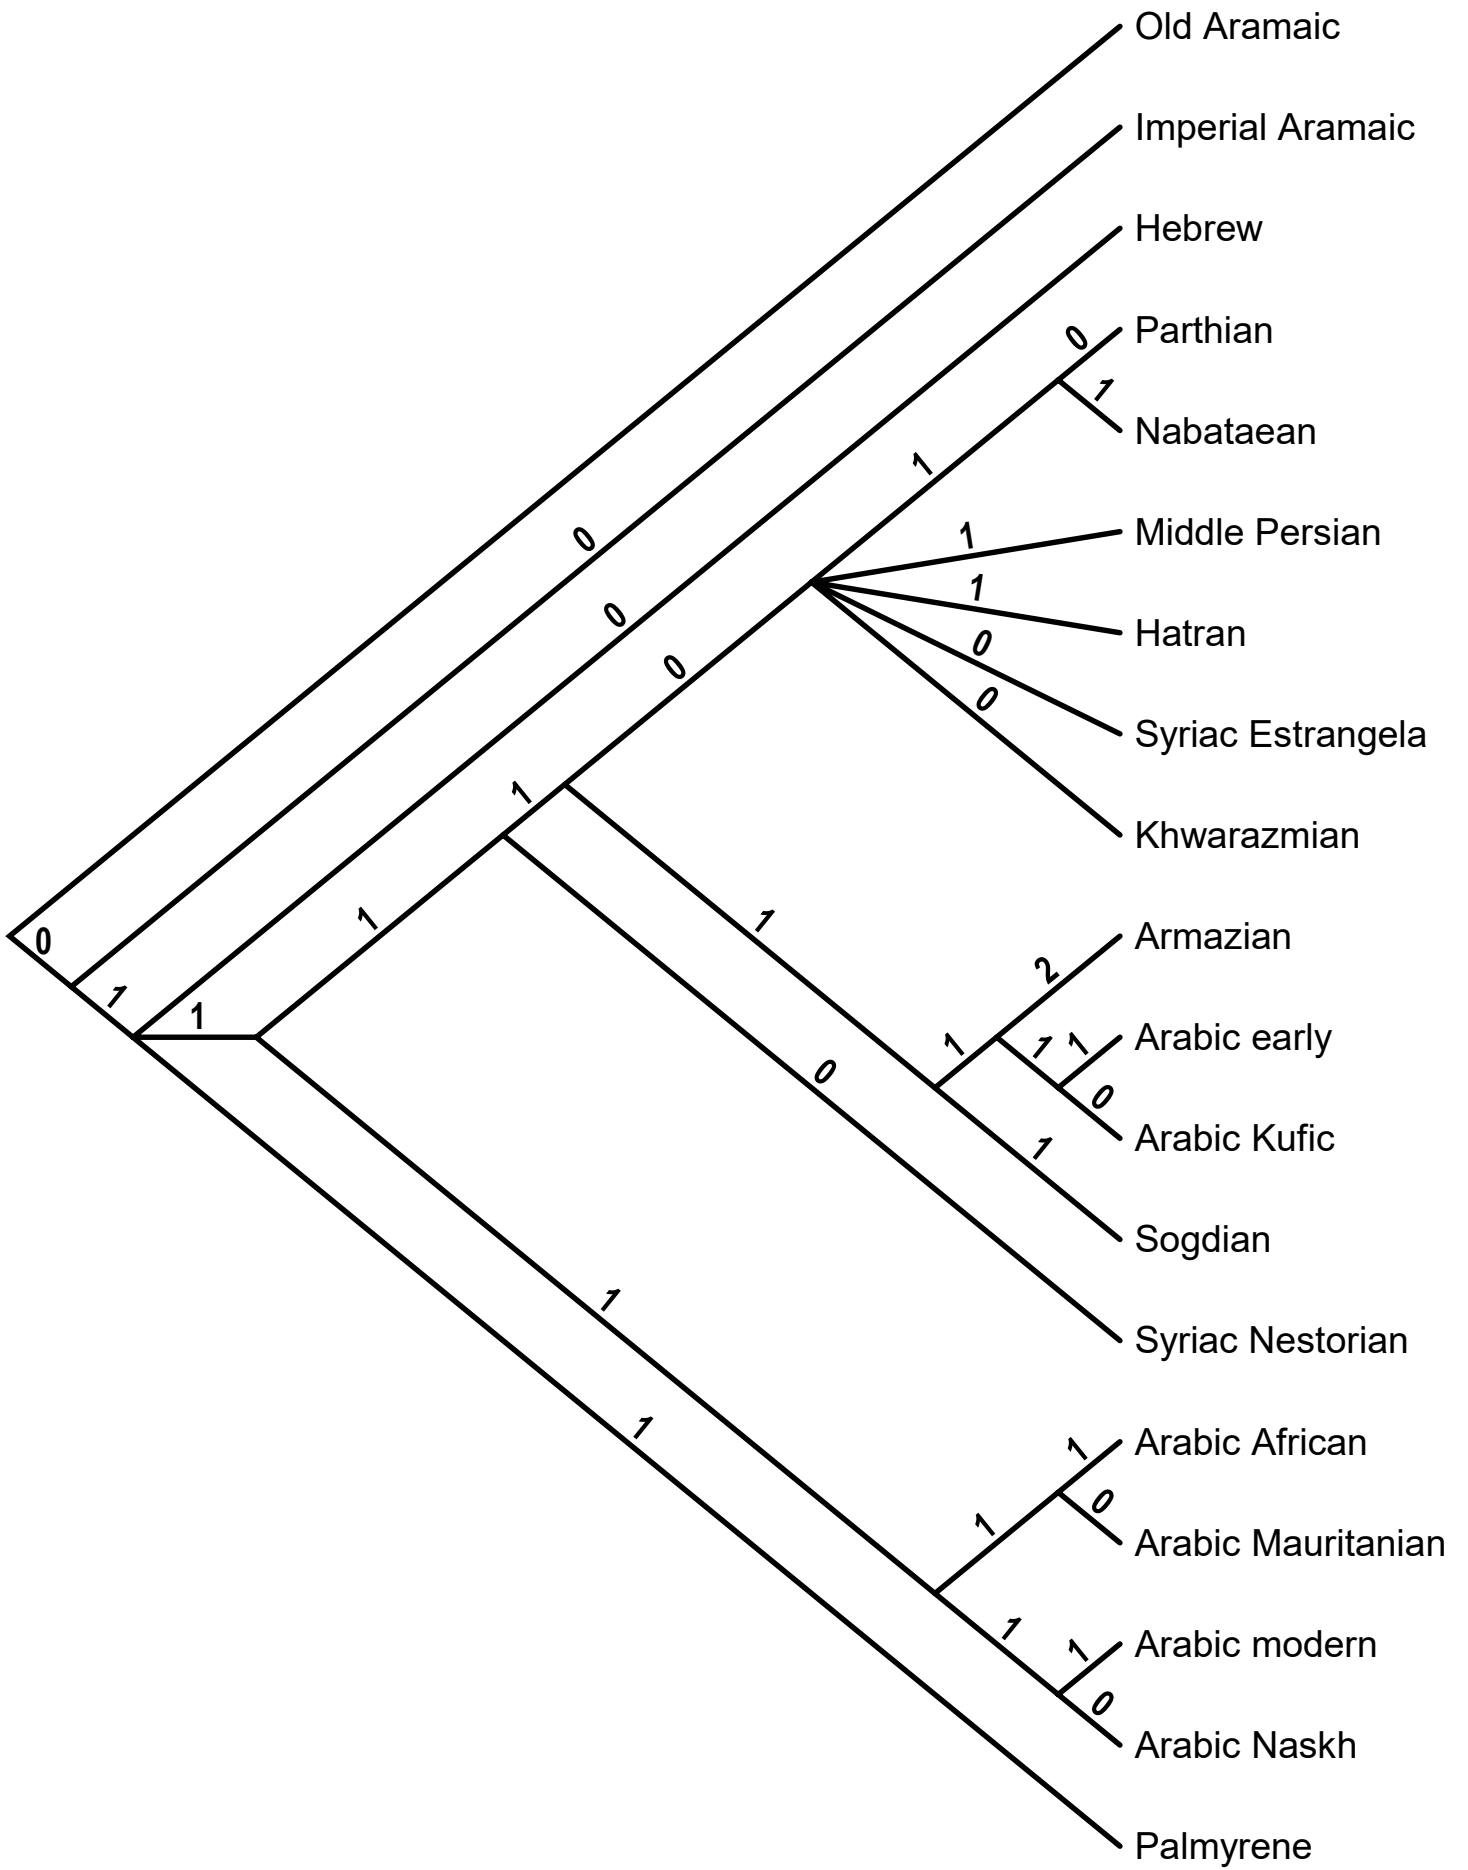 Old Aramaic
Imperial Aramaic
Hebrew
0
Parthian
1
Nabataean
1
1
Middle Persian
0
1
Hatran
0
0
0
Syriac Estrangela
0
1
Khwarazmian
1
1
0
Armazian
2
1
1
1
1
1
Arabic early
0
0
Arabic Kufic
1
Sogdian
1
Syriac Nestorian
1
1
Arabic African
0
1
Arabic Mauritanian
1
1
Arabic modern
0
Arabic Naskh
Palmyrene